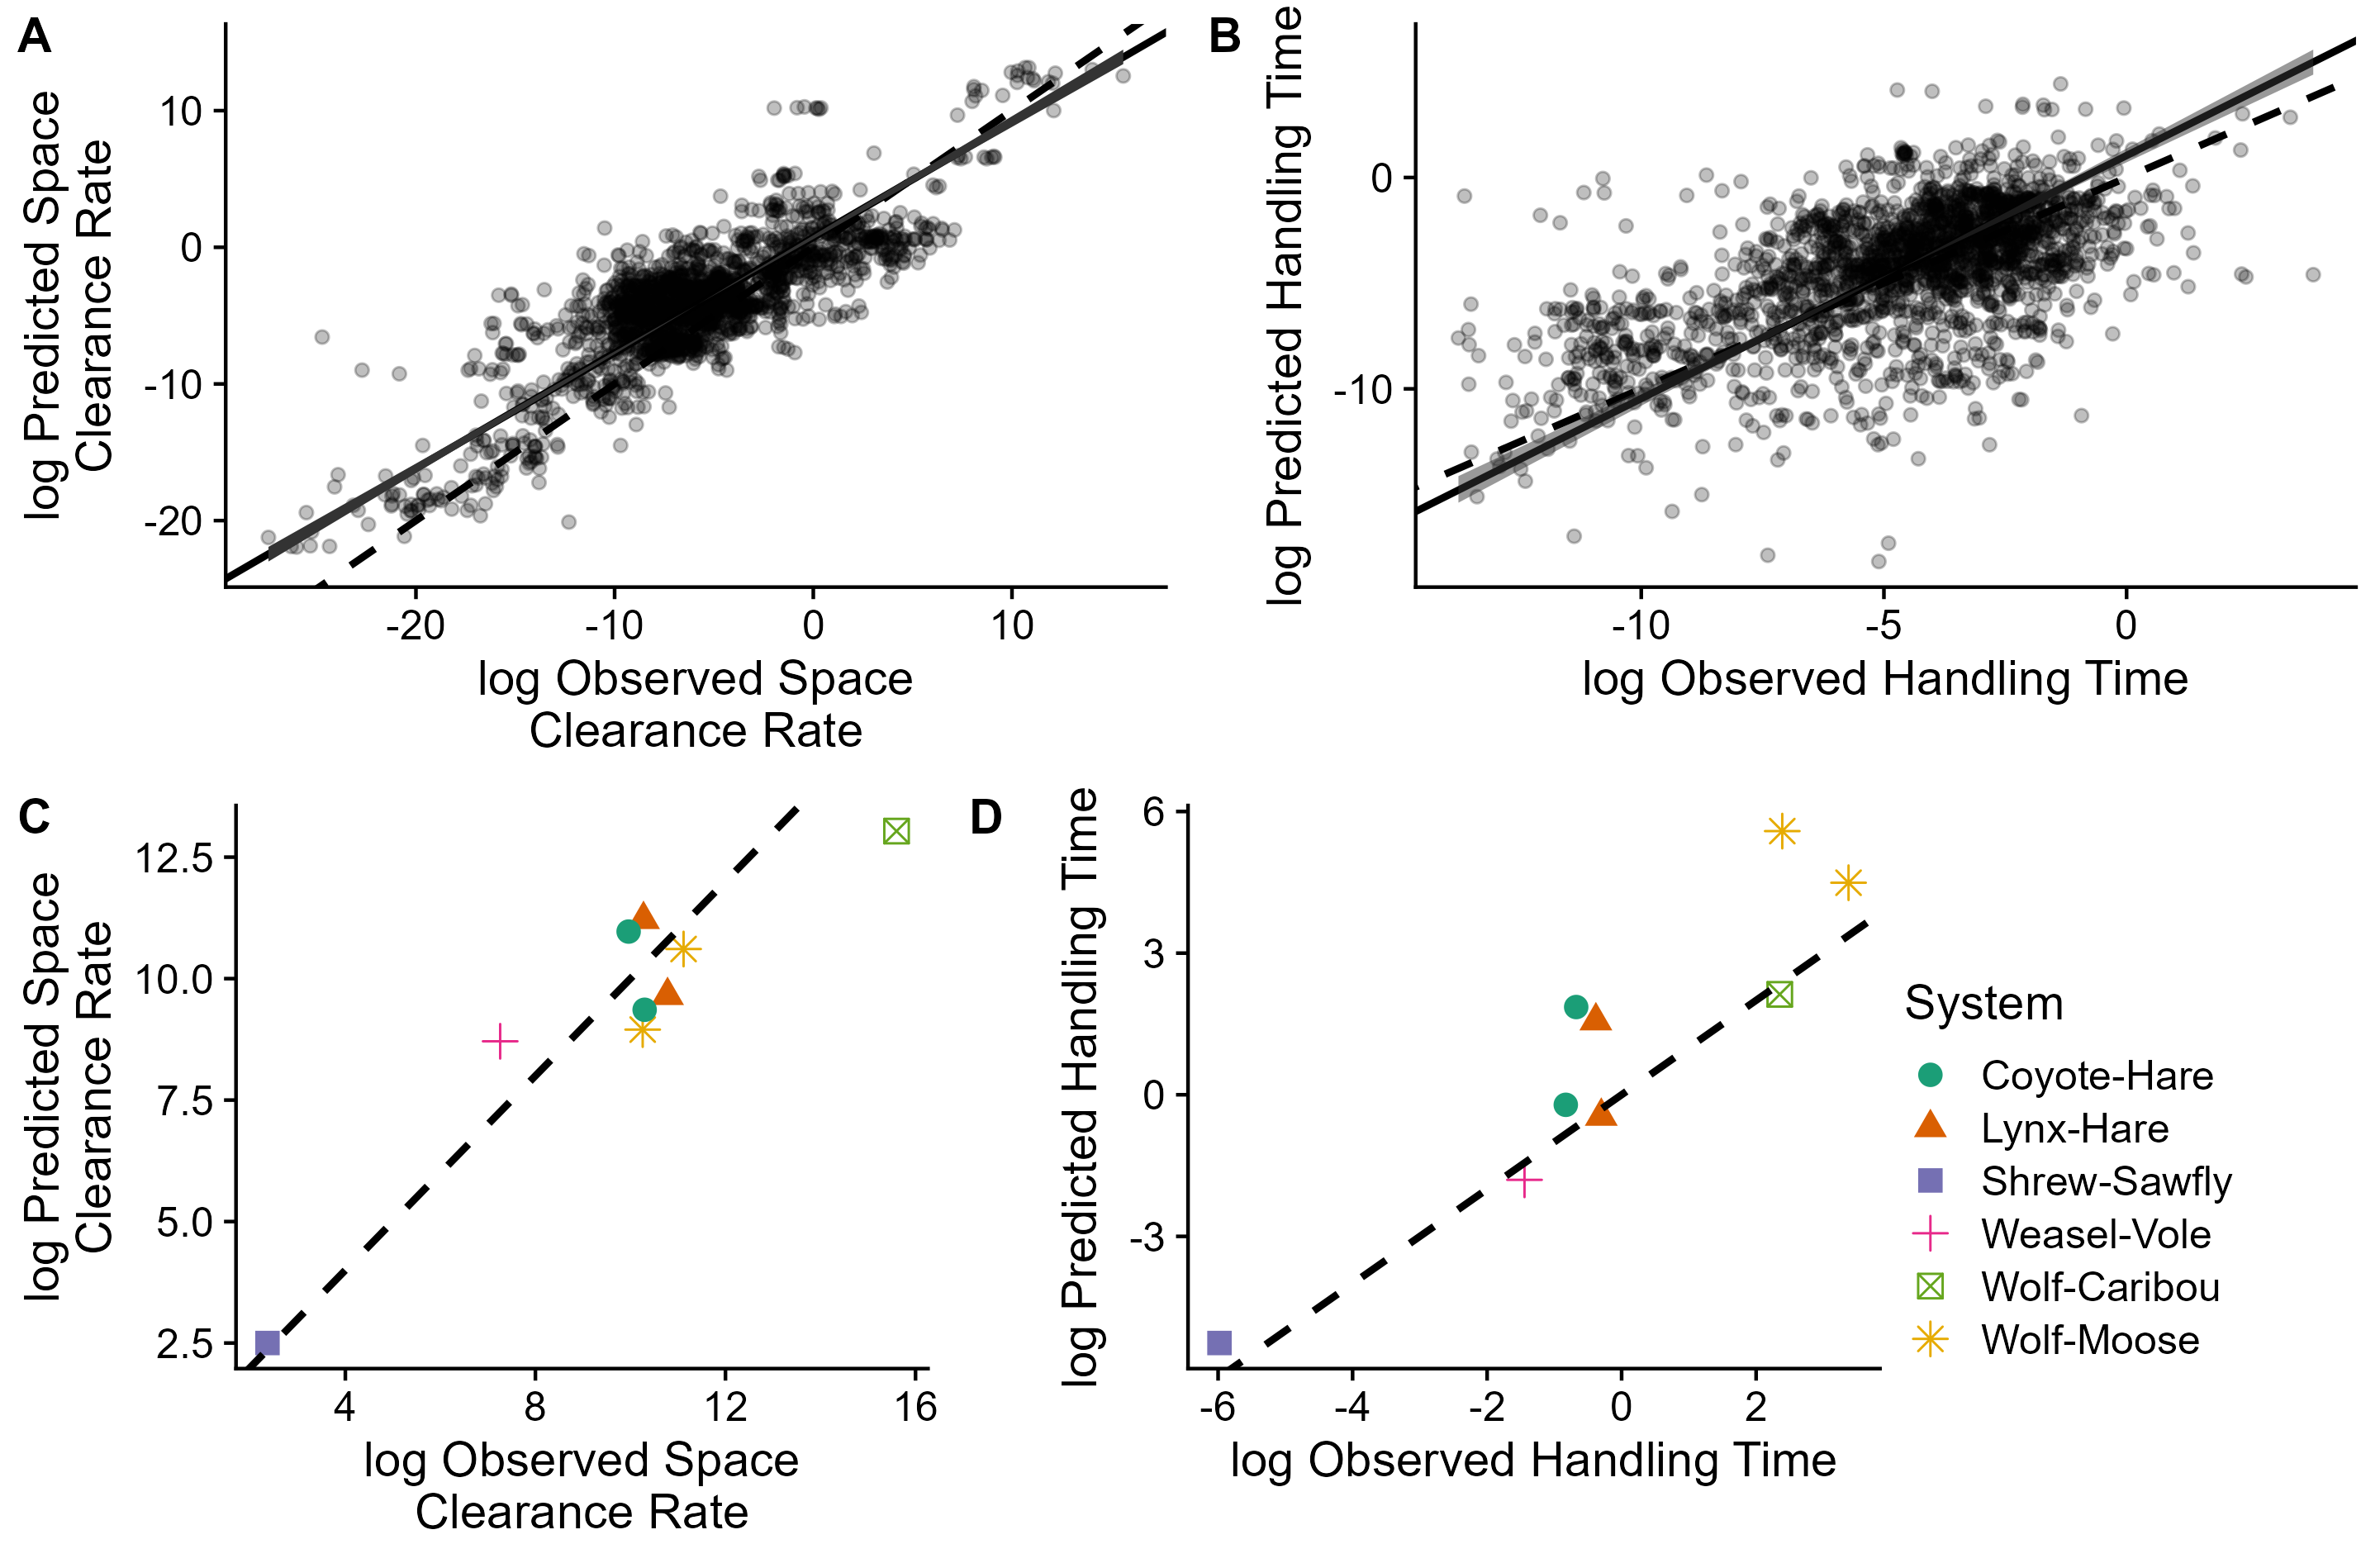 A
log Predicted Space
Clearance Rate
10
0
-10
-20
-20
-10
0
10
log Observed Space
Clearance Rate
B
log Predicted Handling Time
0
-10
-10
-5
0
log Observed Handling Time
C
log Predicted Space
Clearance Rate
12.5
10.0
7.5
5.0
2.5
4
8
12
16
log Observed Space
Clearance Rate
D
log Predicted Handling Time
6
3
0
-3
-6
-4
-2
0
2
log Observed Handling Time
System
Coyote-Hare
Lynx-Hare
Shrew-Sawfly
Weasel-Vole
Wolf-Caribou
Wolf-Moose